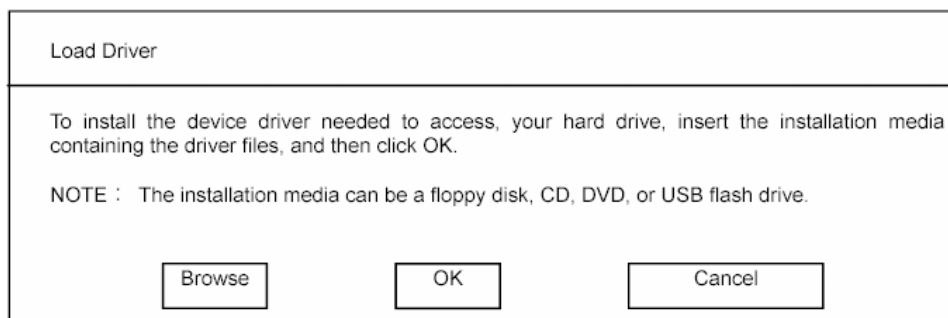 Load Driver
To install the device driver needed to access, your hard drive, insert the installation media
containing the driver files, and then click OK.
NOTE： The installation media can be a floppy disk, CD, DVD, or USB flash drive.
Browse OK Cancel